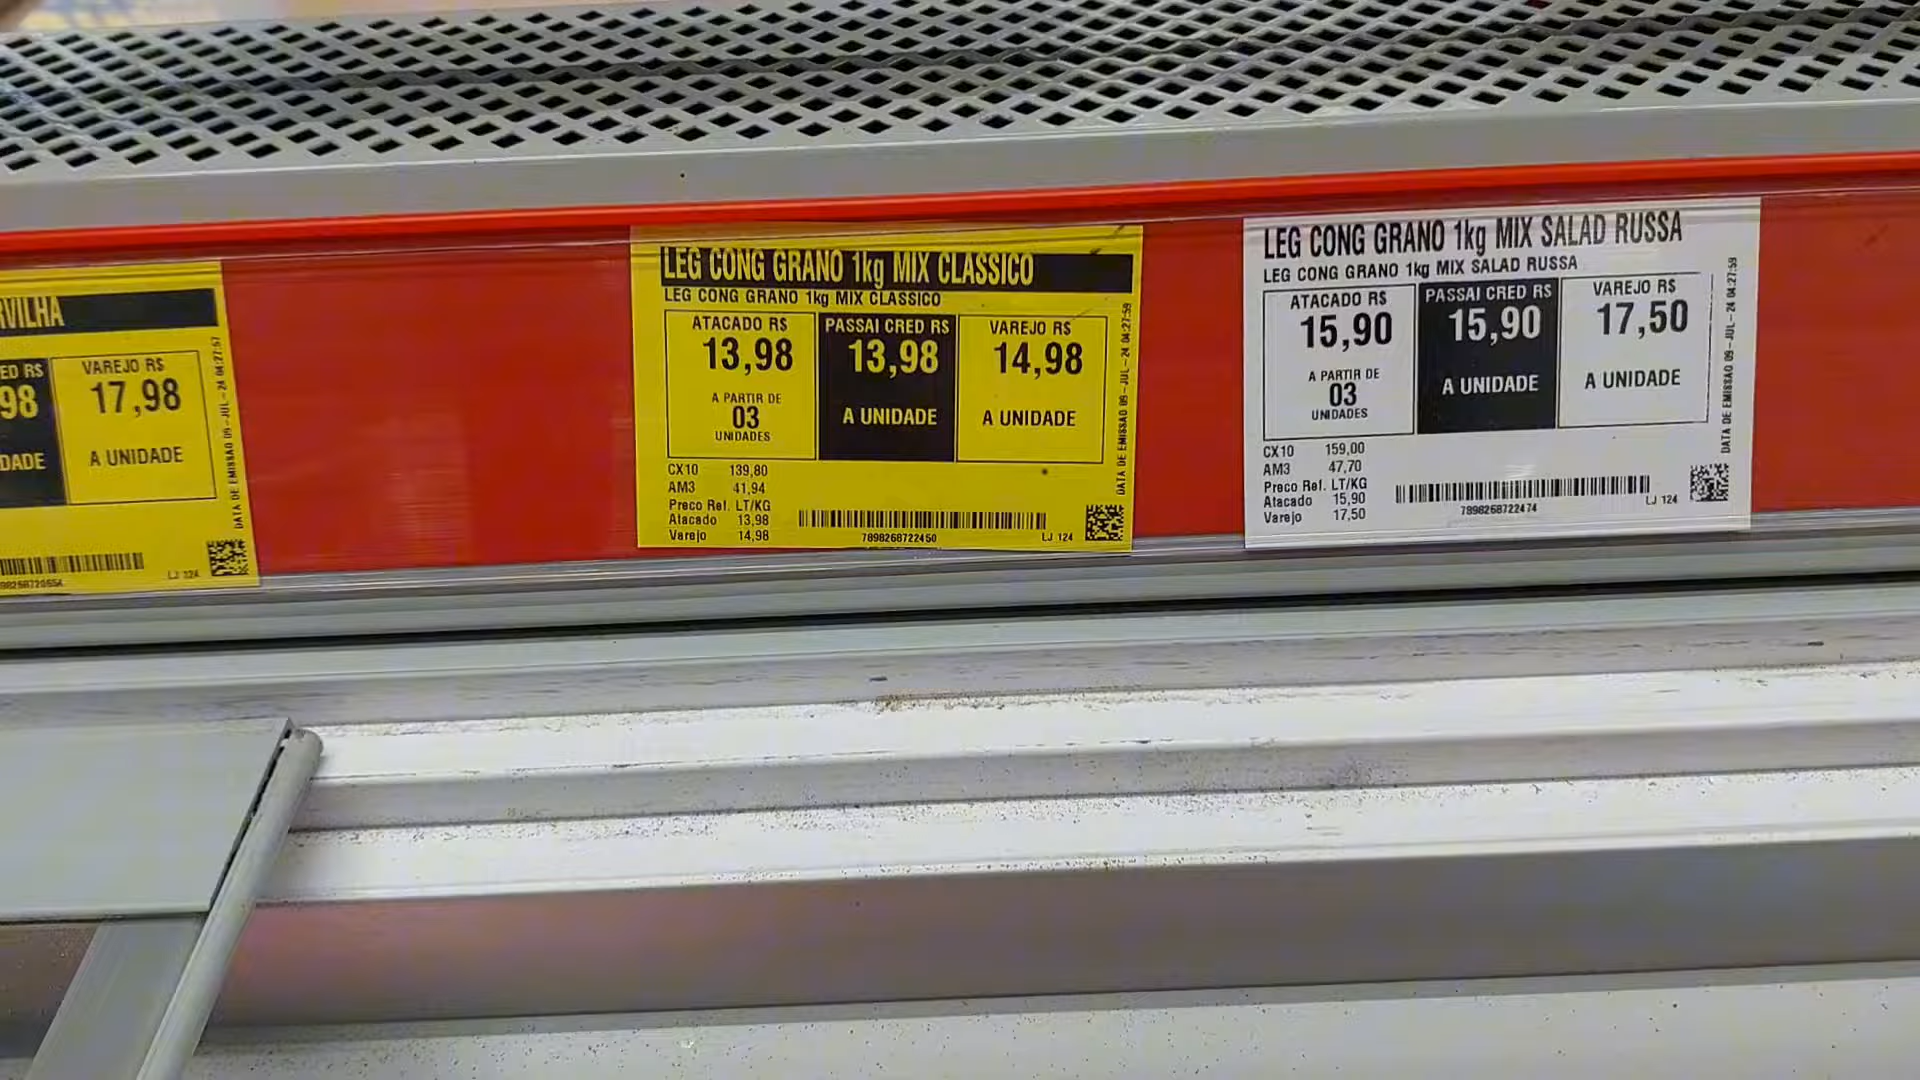 RVILHA
ED R$
98
DADE
VAREJO R$
17,98
A UNIDADE
DATA DE EMISSAO 09-JUL-24 04:27:57
LJ 124
LEG CONG GRANO 1kg MIX CLASSICO
LEG CONG GRANO 1kg MIX CLASSICO
ATACADO R$
13,98
A PARTIR DE
03
UNIDADES
PASSAI CRED R$
13,98
A UNIDADE
VAREJO R$
14,98
A UNIDADE
CX10 139,80
AM3 41,94
Preco Ref. LT/KG
Atacado 13,98
Varejo 14,98
7898268722450
LJ 124
DATA DE EMISSAO 09-JUL-24 04:27:59
LEG CONG GRANO 1kg MIX SALAD RUSSA
LEG CONG GRANO 1kg MIX SALAD RUSSA
ATACADO R$
15,90
A PARTIR DE
03
UNIDADES
PASSAI CRED R$
15,90
A UNIDADE
VAREJO R$
17,50
A UNIDADE
CX10 159,00
AM3 47,70
Preco Ref. LT/KG
Atacado 15,90
Varejo 17,50
7898268722474
LJ 124
DATA DE EMISSAO 09-JUL-24 04:27:59